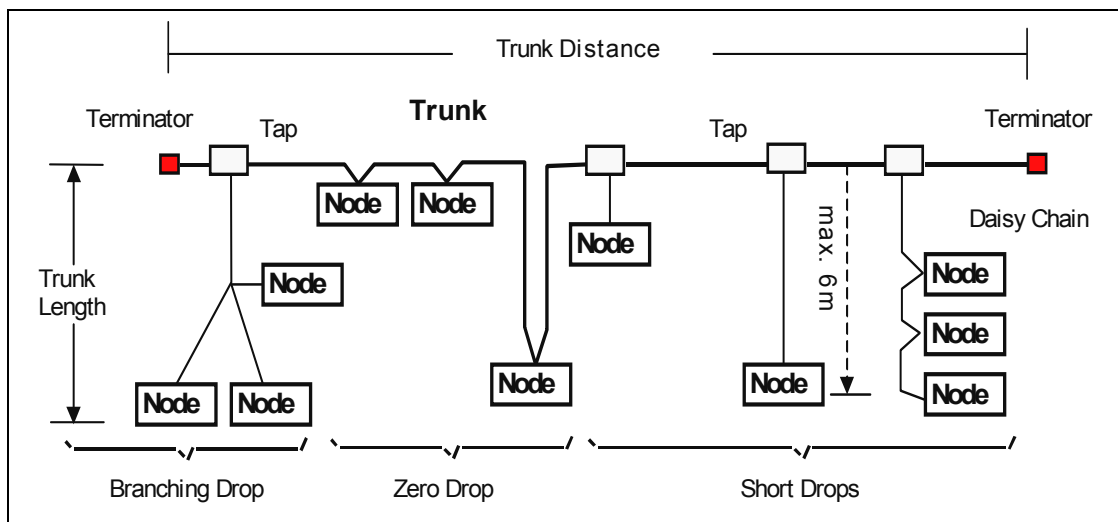 Trunk Distance
Trunk
Terminator
Tap
Tap
Terminator
Node
Node
Node
Daisy Chain
max. 6m
Trunk
Length
Node
Node
Node
Node
Node
Node
Node
Node
Node
Branching Drop
Zero Drop
Short Drops